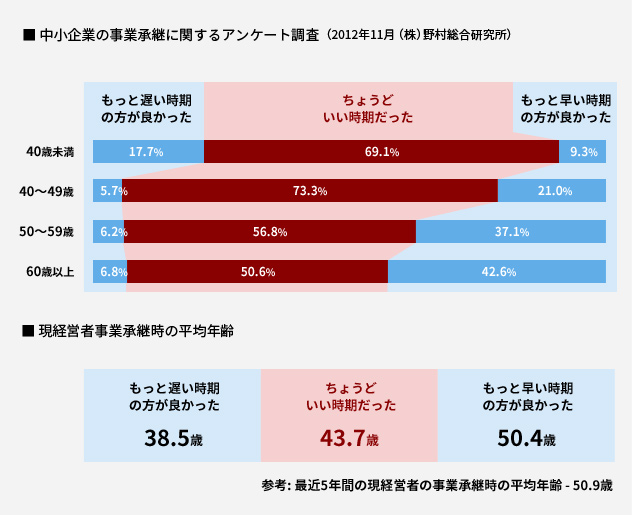 ■ 中小企業の事業承継に関するアンケート調査（2012年11月（株）野村総合研究所）
もっと遅い時期
の方が良かった
ちょうど
いい時期だった
もっと早い時期
の方が良かった
40歳未満 17.7% 69.1% 9.3%
40〜49歳 5.7% 73.3% 21.0%
50〜59歳 6.2% 56.8% 37.1%
60歳以上 6.8% 50.6% 42.6%
■ 現経営者事業承継時の平均年齢
もっと遅い時期
の方が良かった
38.5歳
ちょうど
いい時期だった
43.7歳
もっと早い時期
の方が良かった
50.4歳
参考: 最近5年間の現経営者の事業承継時の平均年齢 - 50.9歳